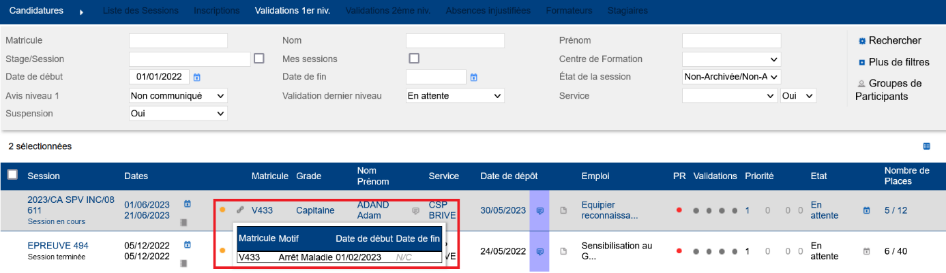 Candidatures Liste des Sessions Inscriptions Validations 1er niv. Validations 2ème niv. Absences injustifiées Formateurs Stagiaires
Matricule Nom Prénom Rechercher
Stage/Session Mes sessions Centre de Formation Plus de filtres
Date de début 01/01/2022 Date de fin État de la session Non-Archivée/Non-A
Groupes de
Participants
Avis niveau 1 Non communiqué Validation dernier niveau En attente Service Oui
Suspension Oui
2 sélectionnées
Session Dates Matricule Grade Nom Prénom Service Date de dépôt Emploi PR Validations Priorité Etat Nombre de Places
2023/CA SPV INC/08 01/06/2023 ADAND CSP Equipier En
611 21/06/2023 V433 Capitaine Adam BRIVE 30/05/2023 reconnaissa... 1 0 0 0 attente 5 / 12
Session en cours
Matricule Motif Date de début Date de fin
V433 Arrêt Maladie 01/02/2023 N/C
EPREUVE 494 05/12/2022 Sensibilisation au En
Session terminée 05/12/2022 VE 24/05/2022 G... 1 0 0 0 attente 6 / 40